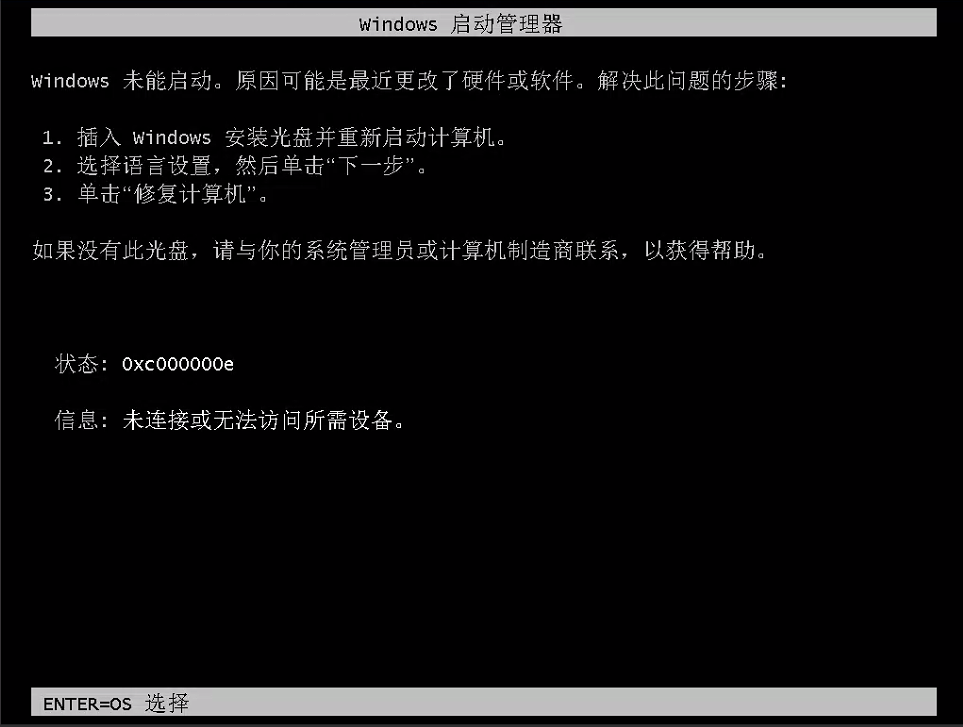 Windows 启动管理器
Windows 未能启动。原因可能是最近更改了硬件或软件。解决此问题的步骤:
1. 插入 Windows 安装光盘并重新启动计算机。
2. 选择语言设置，然后单击“下一步”。
3. 单击“修复计算机”。
如果没有此光盘，请与你的系统管理员或计算机制造商联系，以获得帮助。
状态: 0xc000000e
信息: 未连接或无法访问所需设备。
ENTER=OS 选择